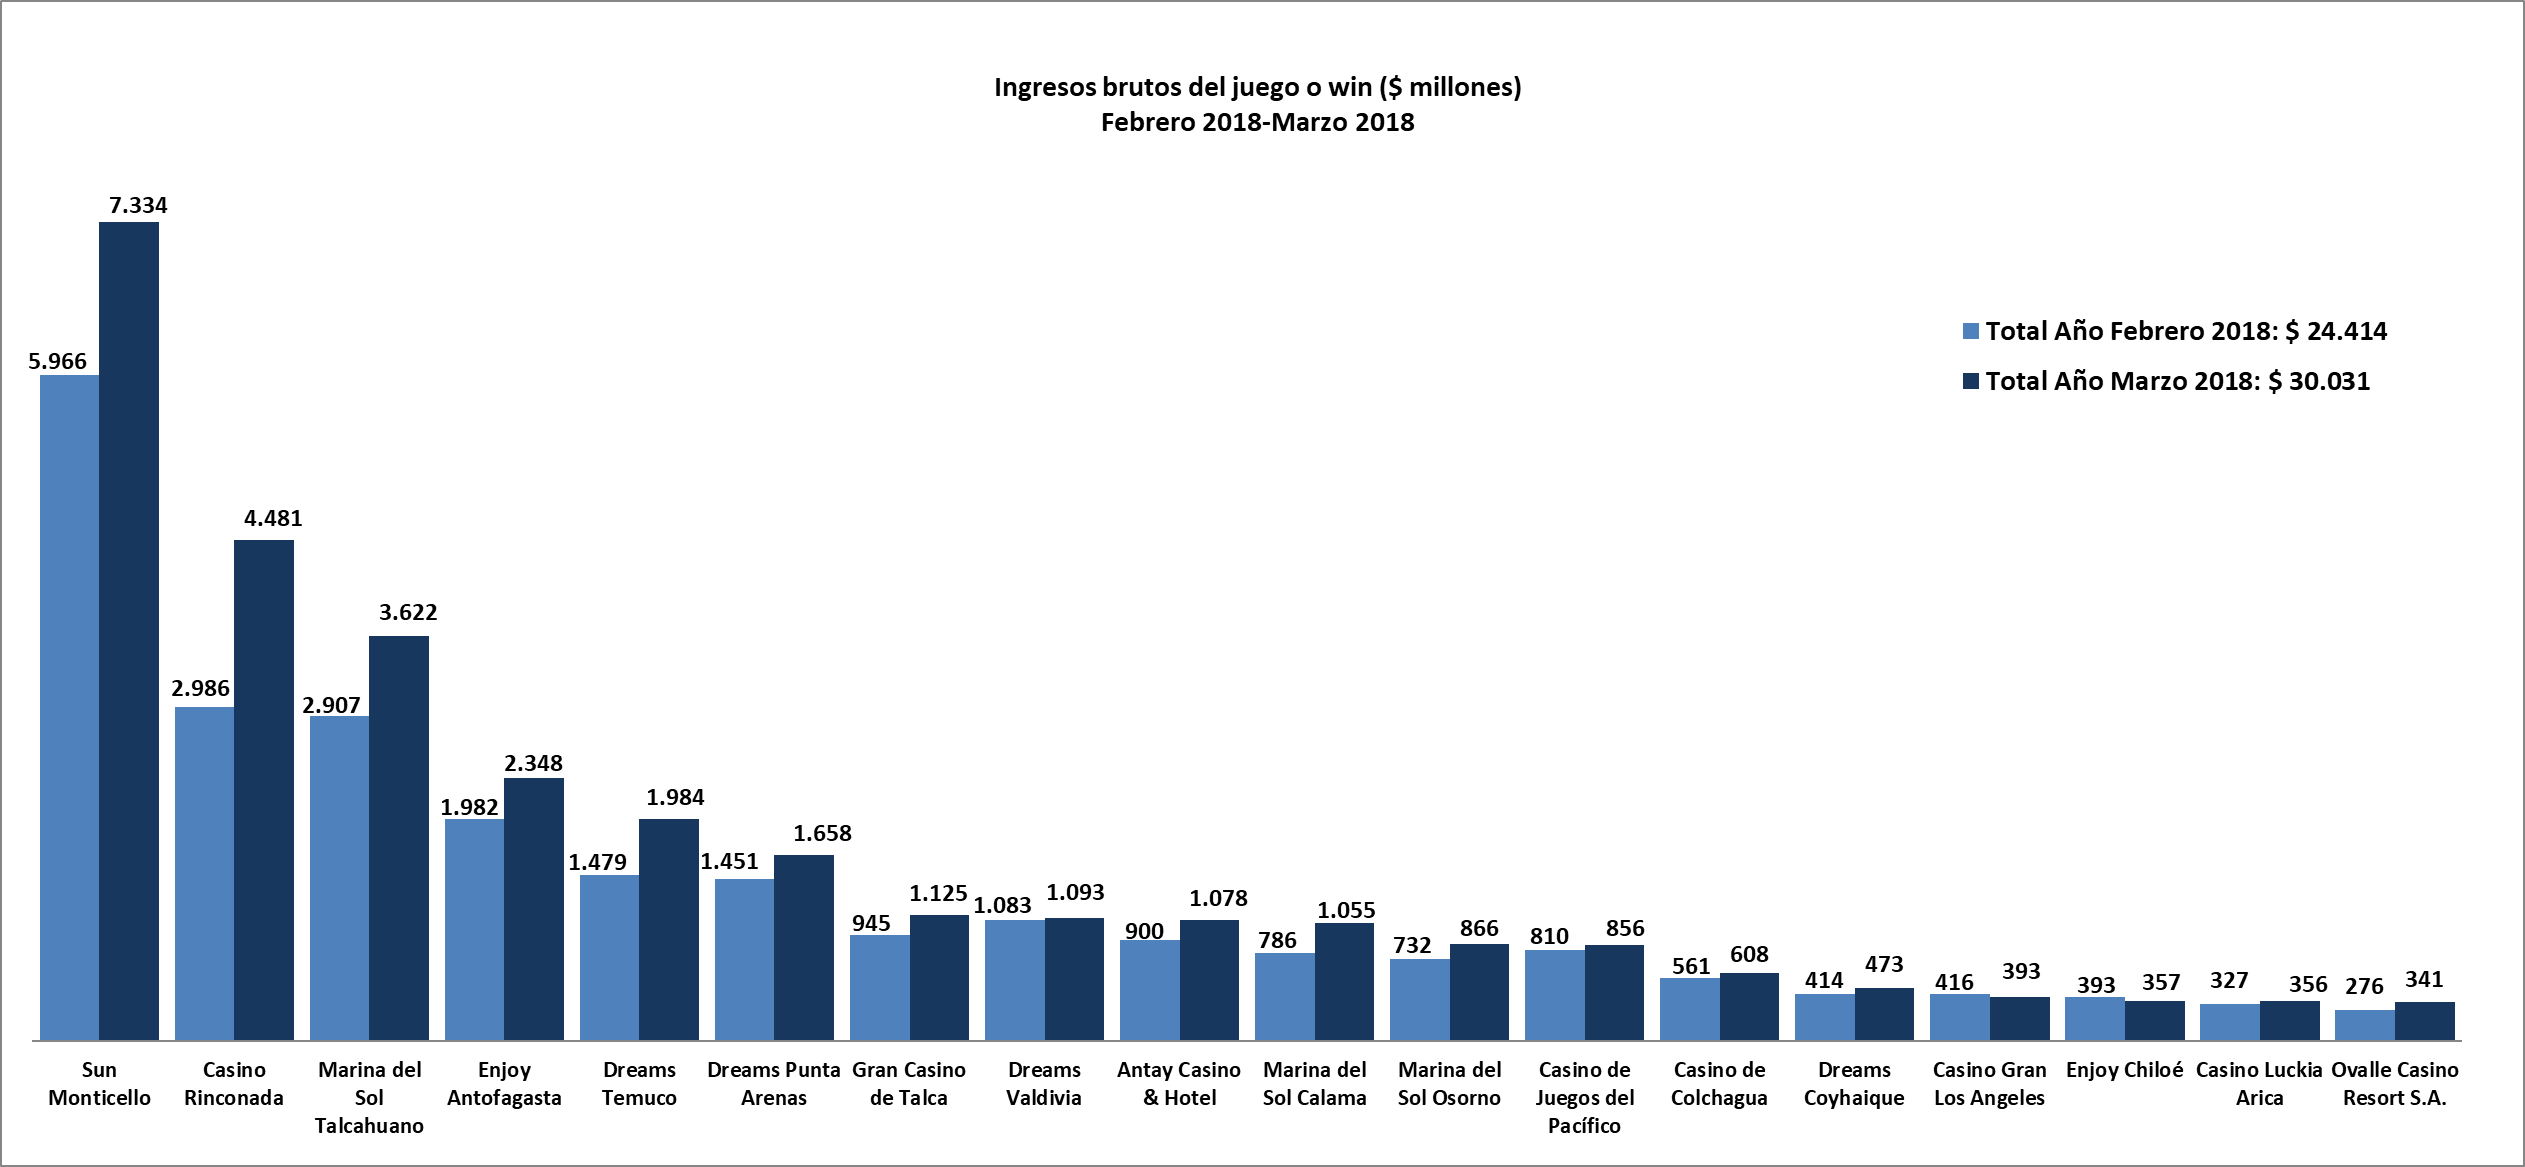 Ingresos brutos del juego o win ($ millones)
Febrero 2018-Marzo 2018
Total Año Febrero 2018: $ 24.414
Total Año Marzo 2018: $ 30.031
5.966
7.334
2.986
4.481
2.907
3.622
1.982
2.348
1.479
1.984
1.451
1.658
945
1.125
1.083
1.093
900
1.078
786
1.055
732
866
810
856
561
608
414
473
416
393
393
357
327
356
276
341
Sun
Monticello
Casino
Rinconada
Marina del
Sol
Talcahuano
Enjoy
Antofagasta
Dreams
Temuco
Dreams Punta
Arenas
Gran Casino
de Talca
Dreams
Valdivia
Antay Casino
& Hotel
Marina del
Sol Calama
Marina del
Sol Osorno
Casino de
Juegos del
Pacífico
Casino de
Colchagua
Dreams
Coyhaique
Casino Gran
Los Angeles
Enjoy Chiloé
Casino Luckia
Arica
Ovalle Casino
Resort S.A.